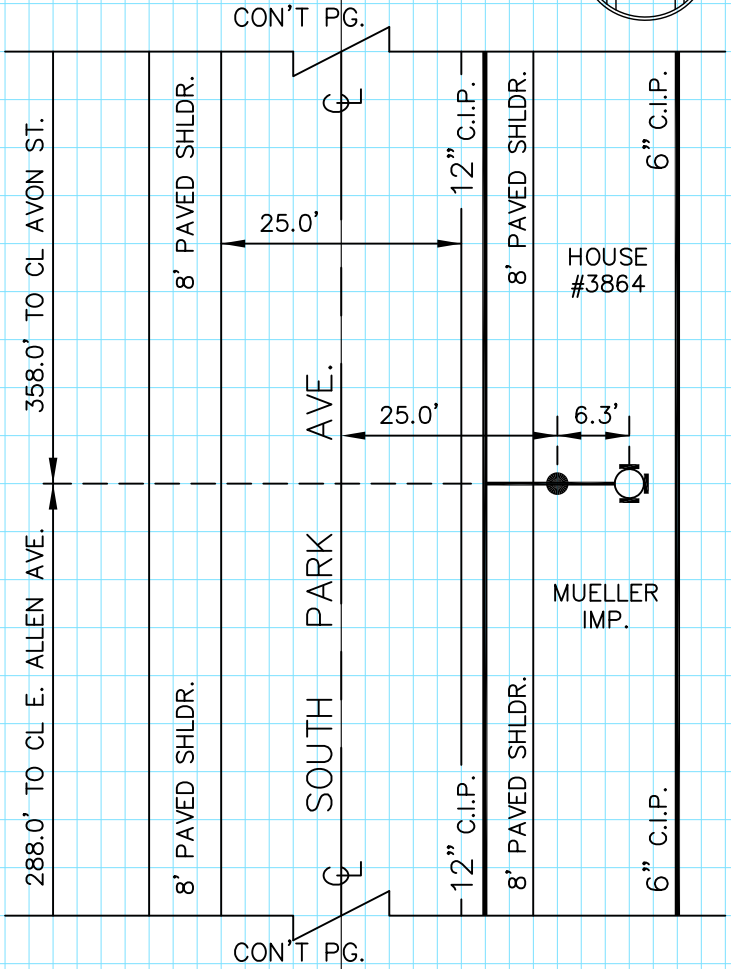 CON'T PG.
358.0' TO CL AVON ST.
8' PAVED SHLDR.
℄
12" C.I.P.
8' PAVED SHLDR.
6" C.I.P.
25.0'
HOUSE
#3864
25.0'
6.3'
SOUTH PARK AVE.
288.0' TO CL E. ALLEN AVE.
MUELLER
IMP.
8' PAVED SHLDR.
℄
12" C.I.P.
8' PAVED SHLDR.
6" C.I.P.
CON'T PG.